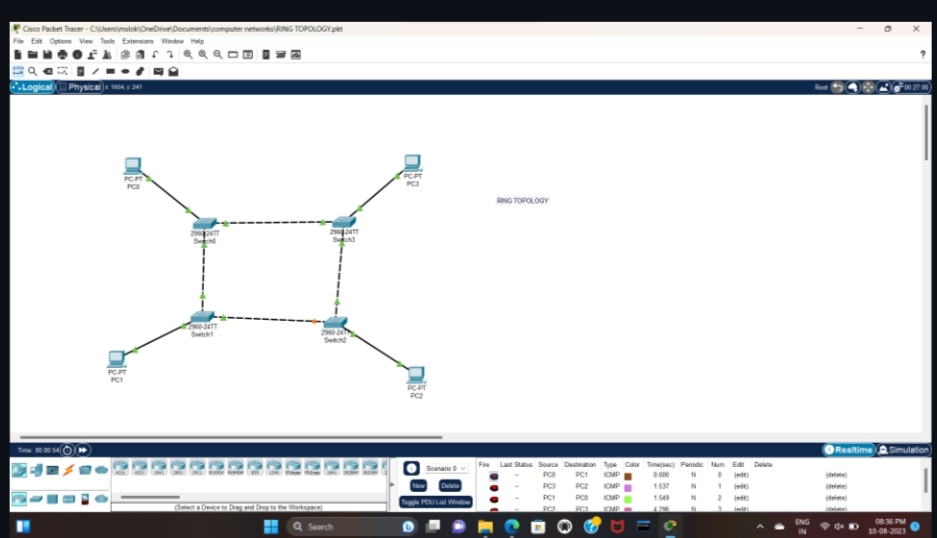 Cisco Packet Tracer - C:\Users\mslok\OneDrive\Documents\computer networks\RING TOPOLOGY.pkt
File Edit Options View Tools Extensions Window Help
Logical Physical x: 1604, y: 241 Root 00:27:00
PC-PT
PC0
PC-PT
PC3
RING TOPOLOGY
2960-24TT
Switch0
2960-24TT
Switch3
2960-24TT
Switch1
2960-24TT
Switch2
PC-PT
PC1
PC-PT
PC2
Time: 00:00:54 Realtime Simulation
Scenario 0
New Delete
Toggle PDU List Window
(Select a Device to Drag and Drop to the Workspace)
Fire Last Status Source Destination Type Color Time(sec) Periodic Num Edit Delete
-- PC0 PC1 ICMP 0.000 N 0 (edit) (delete)
-- PC3 PC2 ICMP 1.537 N 1 (edit) (delete)
-- PC1 PC0 ICMP 1.549 N 2 (edit) (delete)
-- PC2 PC3 ICMP 4.296 N 3 (edit) (delete)
Search
ENG
IN
08:36 PM
10-08-2023